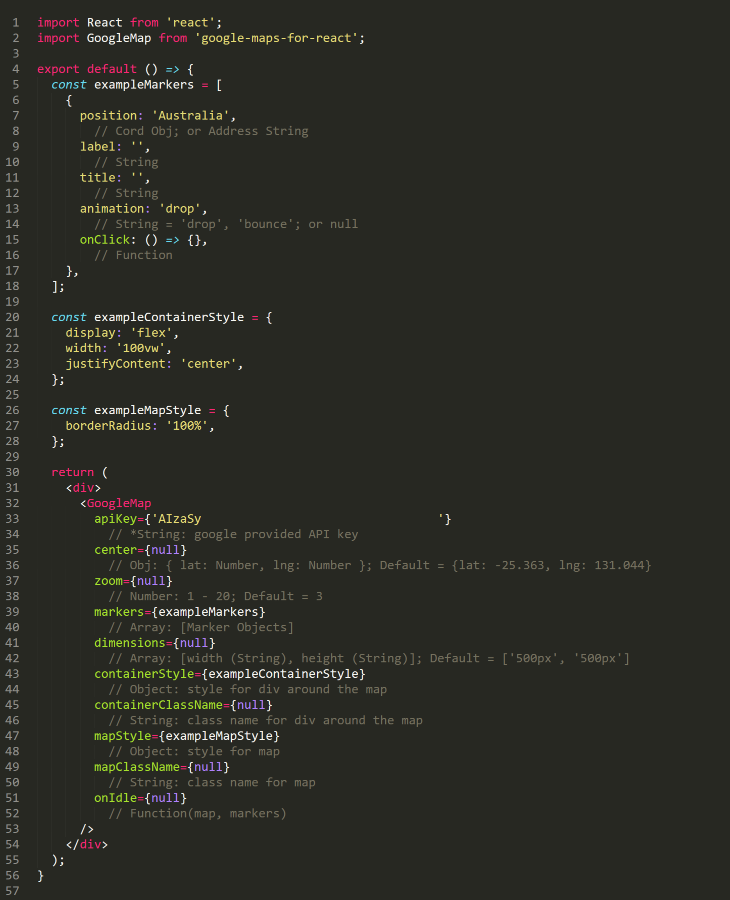 1 import React from 'react';
2 import GoogleMap from 'google-maps-for-react';
3
4 export default () => {
5   const exampleMarkers = [
6     {
7       position: 'Australia',
8         // Cord Obj; or Address String
9       label: '',
10         // String
11       title: '',
12         // String
13       animation: 'drop',
14         // String = 'drop', 'bounce'; or null
15       onClick: () => {},
16         // Function
17     },
18   ];
19
20   const exampleContainerStyle = {
21     display: 'flex',
22     width: '100vw',
23     justifyContent: 'center',
24   };
25
26   const exampleMapStyle = {
27     borderRadius: '100%',
28   };
29
30   return (
31     <div>
32       <GoogleMap
33         apiKey={'AIzaSy                                 '}
34           // *String: google provided API key
35         center={null}
36           // Obj: { lat: Number, lng: Number }; Default = {lat: -25.363, lng: 131.044}
37         zoom={null}
38           // Number: 1 - 20; Default = 3
39         markers={exampleMarkers}
40           // Array: [Marker Objects]
41         dimensions={null}
42           // Array: [width (String), height (String)]; Default = ['500px', '500px']
43         containerStyle={exampleContainerStyle}
44           // Object: style for div around the map
45         containerClassName={null}
46           // String: class name for div around the map
47         mapStyle={exampleMapStyle}
48           // Object: style for map
49         mapClassName={null}
50           // String: class name for map
51         onIdle={null}
52           // Function(map, markers)
53       />
54     </div>
55   );
56 }
57